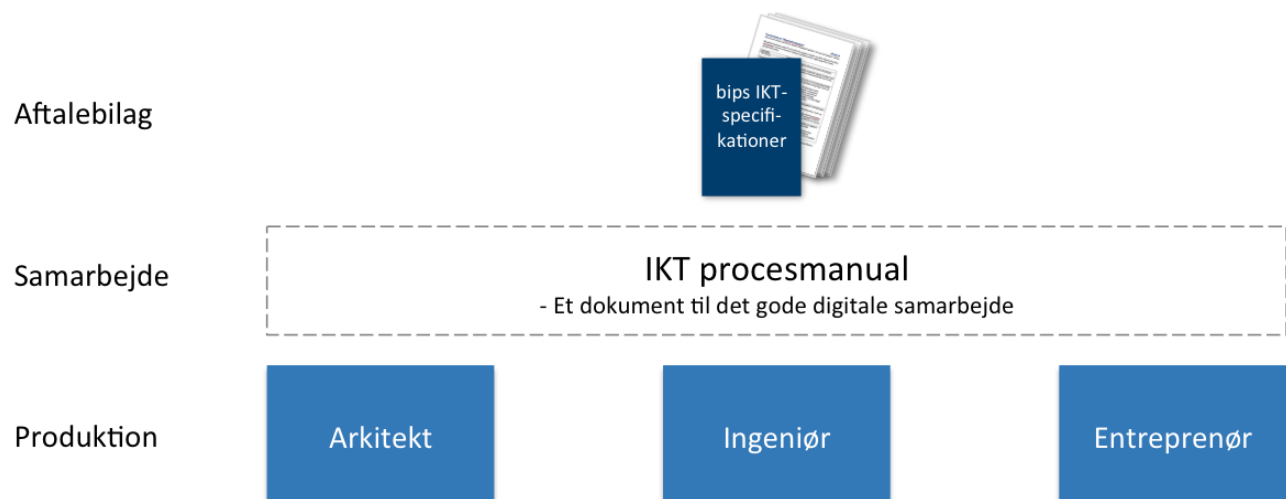 Aftalebilag
bips IKT-
specifi-
kationer
Samarbejde
IKT procesmanual
- Et dokument til det gode digitale samarbejde
Produktion
Arkitekt
Ingeniør
Entreprenør